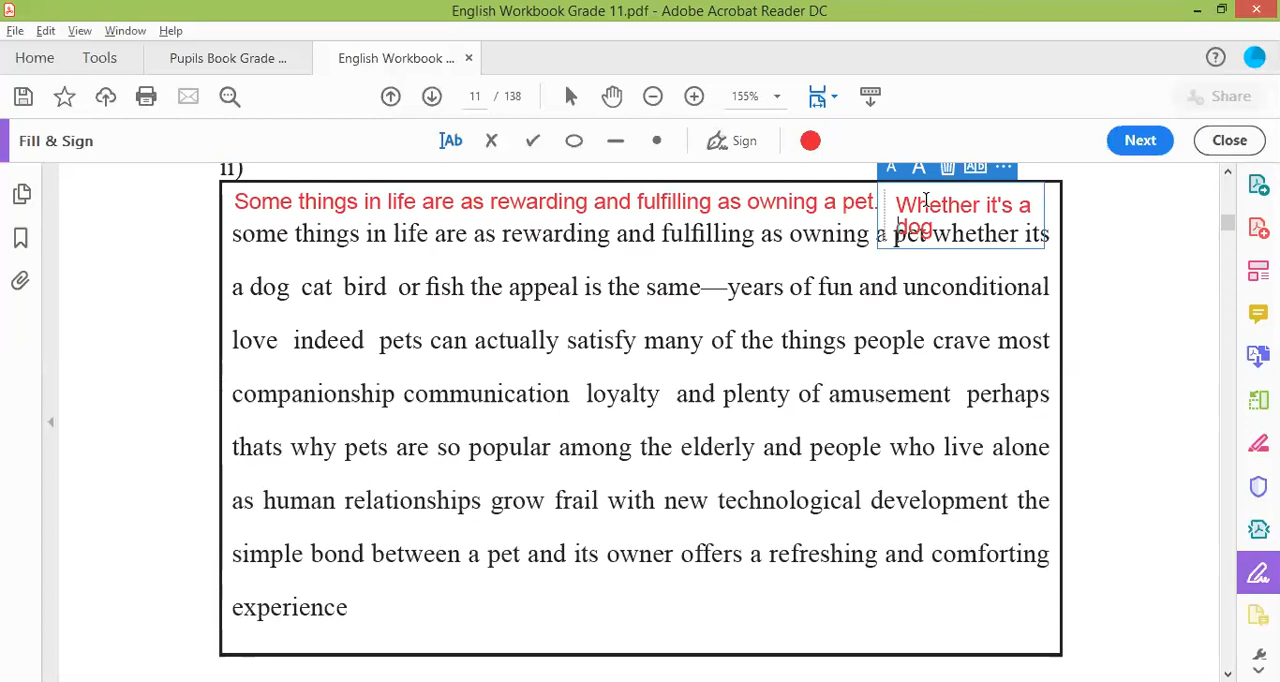 English Workbook Grade 11.pdf - Adobe Acrobat Reader DC
File Edit View Window Help
Home Tools Pupils Book Grade ... English Workbook ... ×
11 / 138 155% Share
Fill & Sign Ab Sign Next Close
ii)
A A Ab
Some things in life are as rewarding and fulfilling as owning a pet. Whether it's a
dog
some things in life are as rewarding and fulfilling as owning a pet whether its
a dog cat bird or fish the appeal is the same—years of fun and unconditional
love indeed pets can actually satisfy many of the things people crave most
companionship communication loyalty and plenty of amusement perhaps
thats why pets are so popular among the elderly and people who live alone
as human relationships grow frail with new technological development the
simple bond between a pet and its owner offers a refreshing and comforting
experience